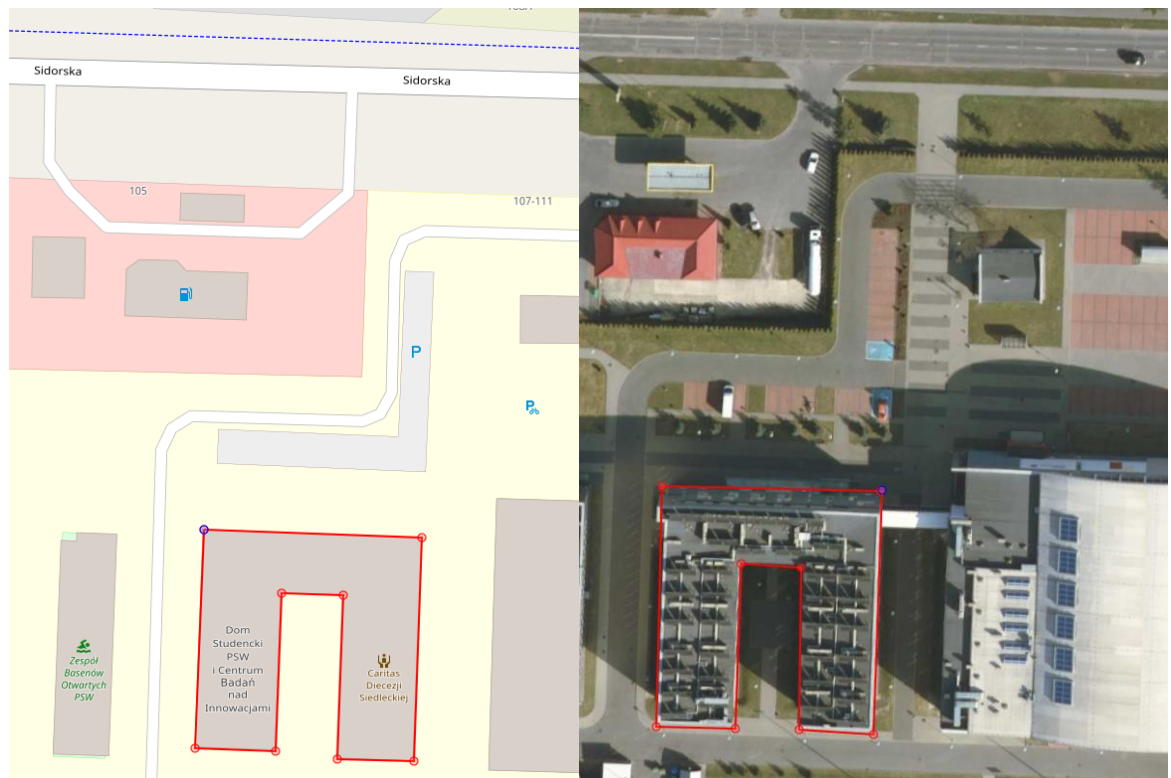 Sidorska
Sidorska
105
107-111
P
P
Dom
Studencki
PSW
i Centrum
Badań
nad
Innowacjami
Caritas
Diecezji
Siedleckiej
Zespół
Basenów
Otwartych
PSW